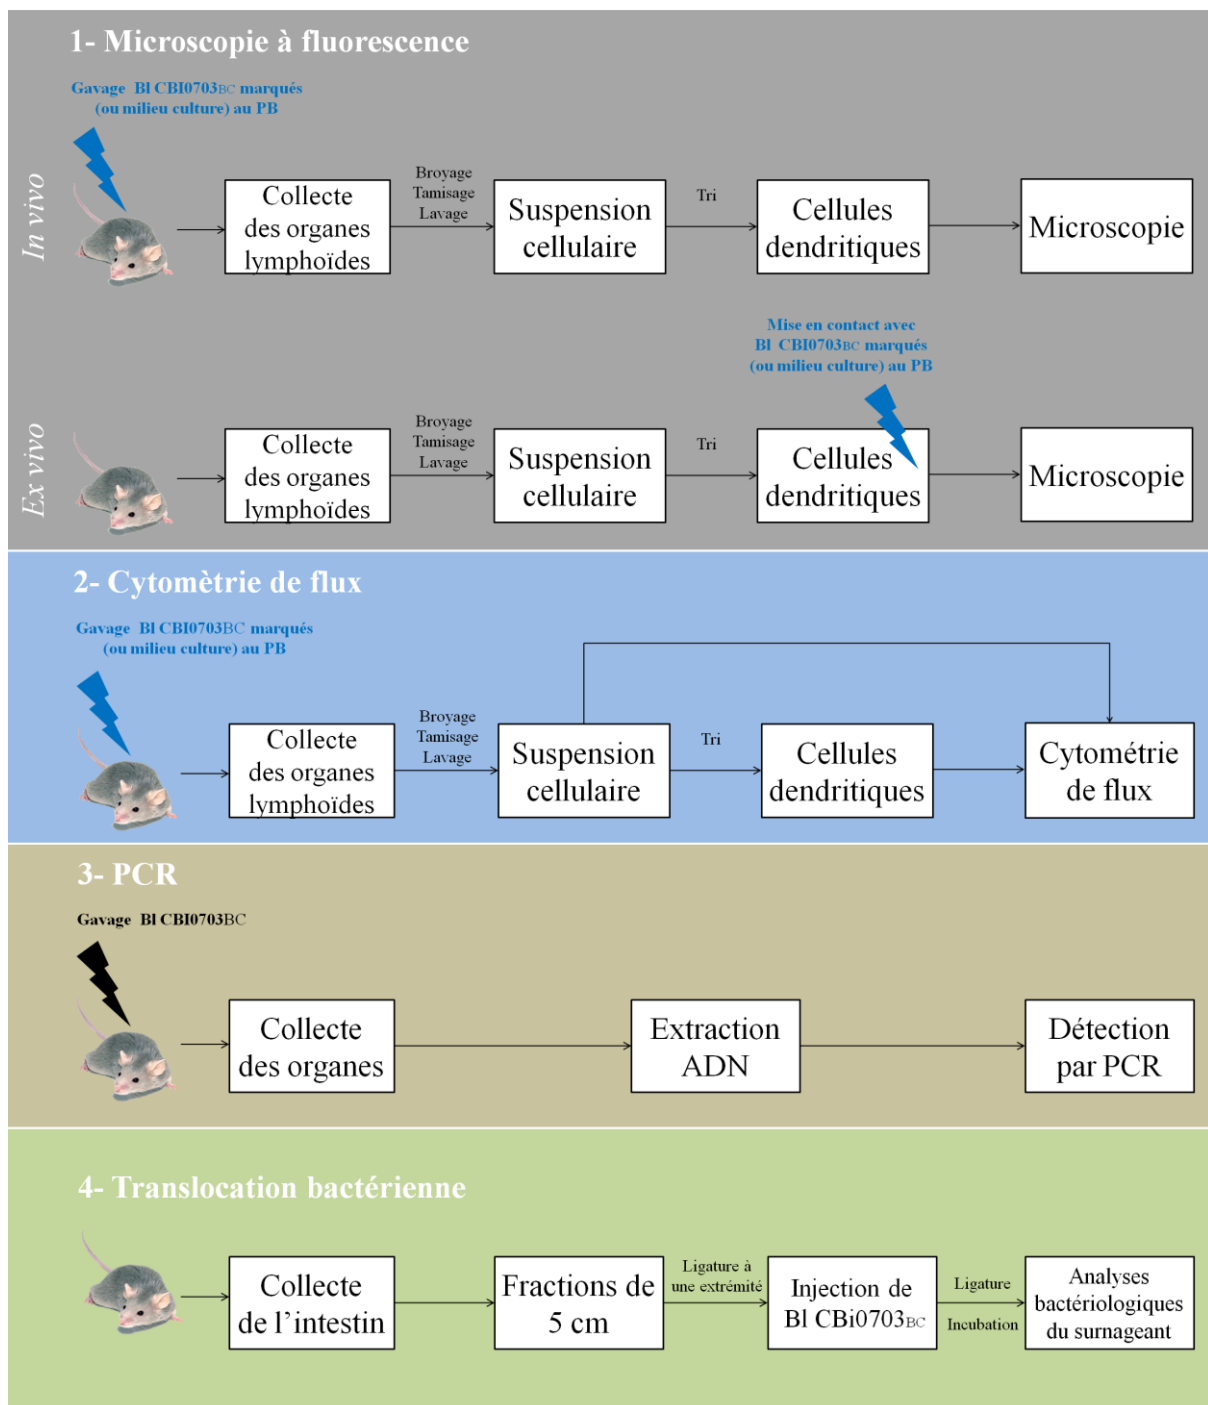 1- Microscopie à fluorescence
Gavage Bl CBI0703BC marqués
(ou milieu culture) au PB
In vivo
Collecte
des organes
lymphoïdes
Broyage
Tamisage
Lavage
Suspension
cellulaire
Tri
Cellules
dendritiques
Microscopie
Mise en contact avec
Bl CBI0703BC marqués
(ou milieu culture) au PB
Ex vivo
Collecte
des organes
lymphoïdes
Broyage
Tamisage
Lavage
Suspension
cellulaire
Tri
Cellules
dendritiques
Microscopie
2- Cytomètrie de flux
Gavage Bl CBI0703BC marqués
(ou milieu culture) au PB
Collecte
des organes
lymphoïdes
Broyage
Tamisage
Lavage
Suspension
cellulaire
Tri
Cellules
dendritiques
Cytométrie
de flux
3- PCR
Gavage Bl CBI0703BC
Collecte
des organes
Extraction
ADN
Détection
par PCR
4- Translocation bactérienne
Collecte
de l’intestin
Fractions de
5 cm
Ligature à
une extrémité
Injection de
Bl CBi0703BC
Ligature
Incubation
Analyses
bactériologiques
du surnageant